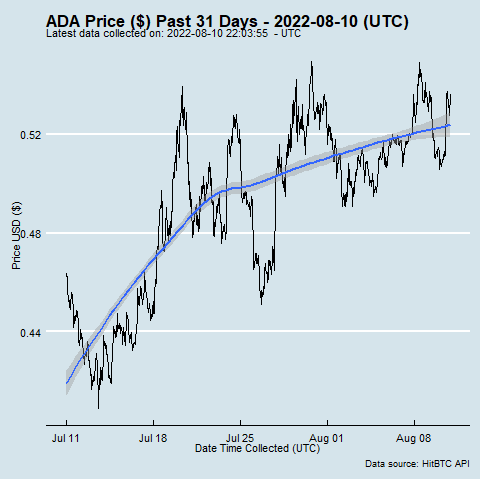 ADA Price ($) Past 31 Days - 2022-08-10 (UTC)
Latest data collected on: 2022-08-10 22:03:55 - UTC
0.52
0.48
0.44
Price USD ($)
Jul 11 Jul 18 Jul 25 Aug 01 Aug 08
Date Time Collected (UTC)
Data source: HitBTC API